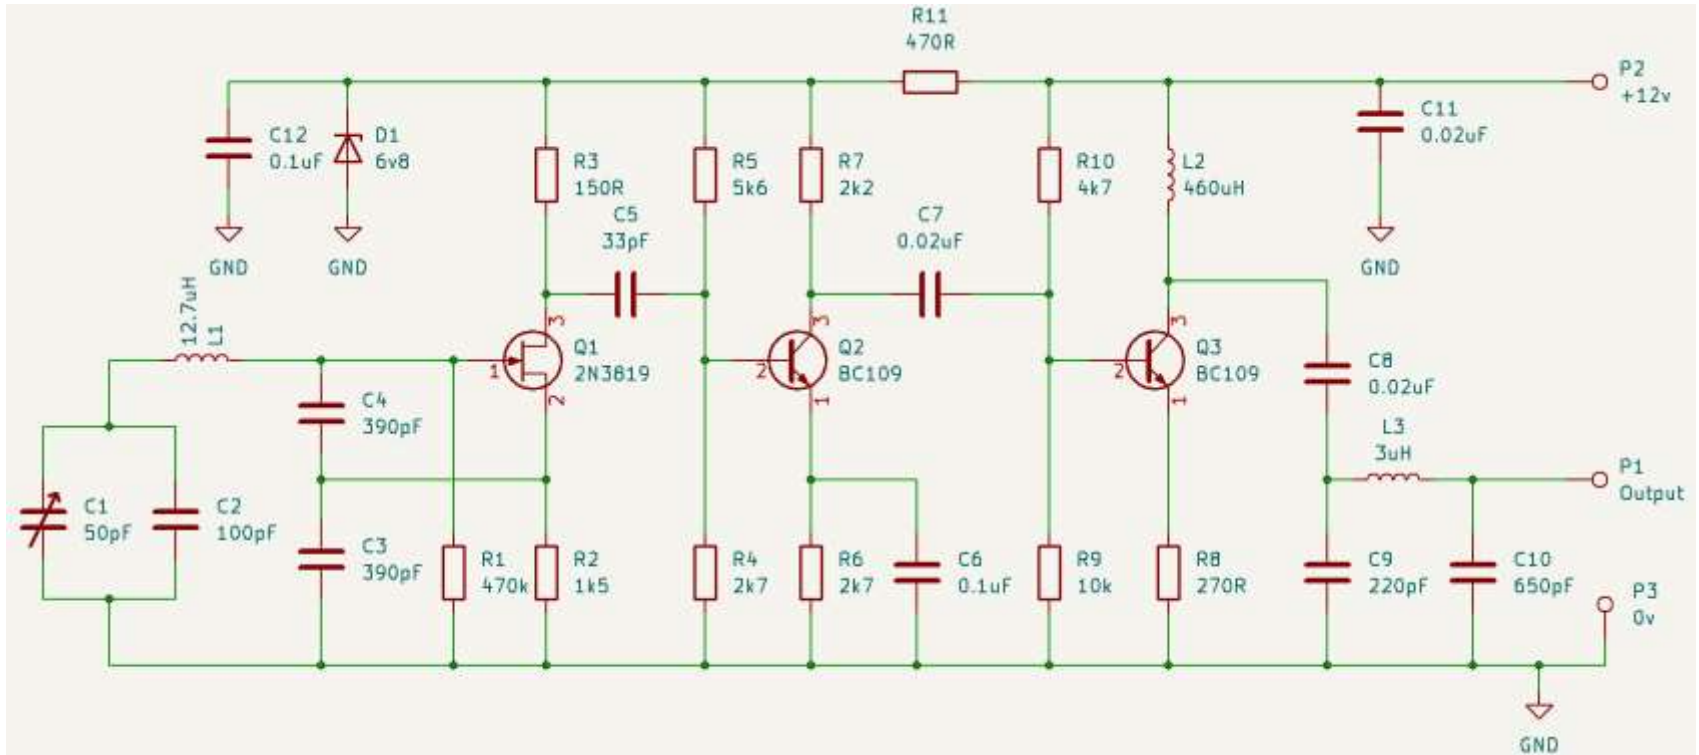 R11
470R
P2
+12v
C12
0.1uF
D1
6v8
R3
150R
R5
5k6
R7
2k2
R10
4k7
L2
460uH
C11
0.02uF
C5
33pF
C7
0.02uF
GND
GND
GND
12.7uH
L1
3
Q1
2N3819
1
2
3
Q2
BC109
2
1
3
Q3
BC109
2
1
C8
0.02uF
C4
390pF
L3
3uH
P1
Output
C1
50pF
C2
100pF
C3
390pF
R1
470k
R2
1k5
R4
2k7
R6
2k7
C6
0.1uF
R9
10k
R8
270R
C9
220pF
C10
650pF
P3
0v
GND